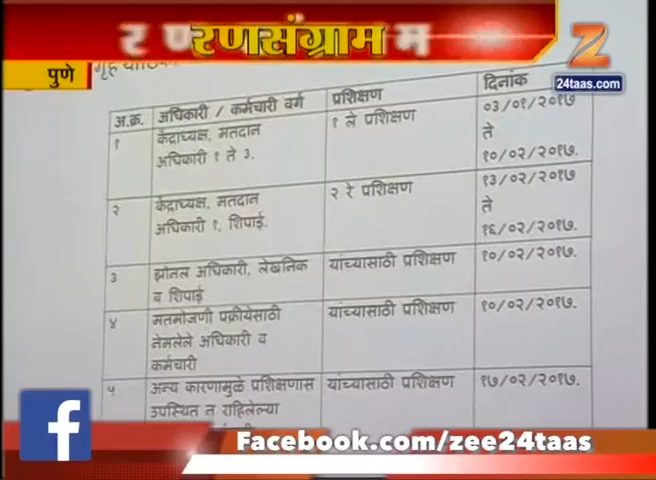 रणसंग्राम
24taas.com
पुणे
अ.क्र. अधिकारी / कर्मचारी वर्ग प्रशिक्षण दिनांक
१ केंद्राध्यक्ष, मतदान १ ले प्रशिक्षण ०३/०१/२०१७
अधिकारी १ ते ३. ते
१०/०२/२०१७.
२ केंद्राध्यक्ष, मतदान २ रे प्रशिक्षण १३/०२/२०१७
अधिकारी १, शिपाई. ते
१६/०२/२०१७.
३ झोनल अधिकारी, लेखनिक यांच्यासाठी प्रशिक्षण १०/०२/२०१७.
व शिपाई
४ मतमोजणी प्रक्रीयेसाठी यांच्यासाठी प्रशिक्षण १०/०२/२०१७.
नेमलेले अधिकारी व
कर्मचारी
५ अन्य कारणामुळे प्रशिक्षणास यांच्यासाठी प्रशिक्षण १७/०२/२०१७.
उपस्थित न राहिलेल्या
Facebook.com/zee24taas